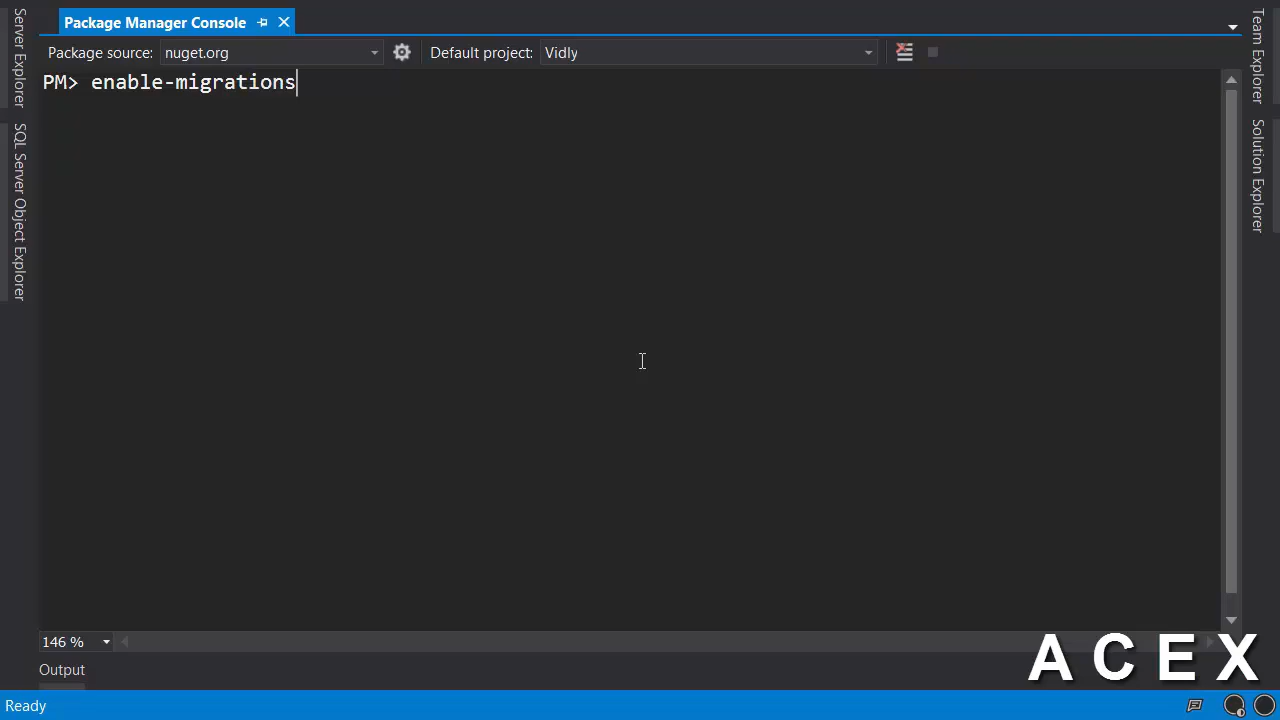 Server Explorer
SQL Server Object Explorer
Package Manager Console
Package source: nuget.org Default project: Vidly
PM> enable-migrations
Team Explorer
Solution Explorer
146 %
Output
A C E X
Ready